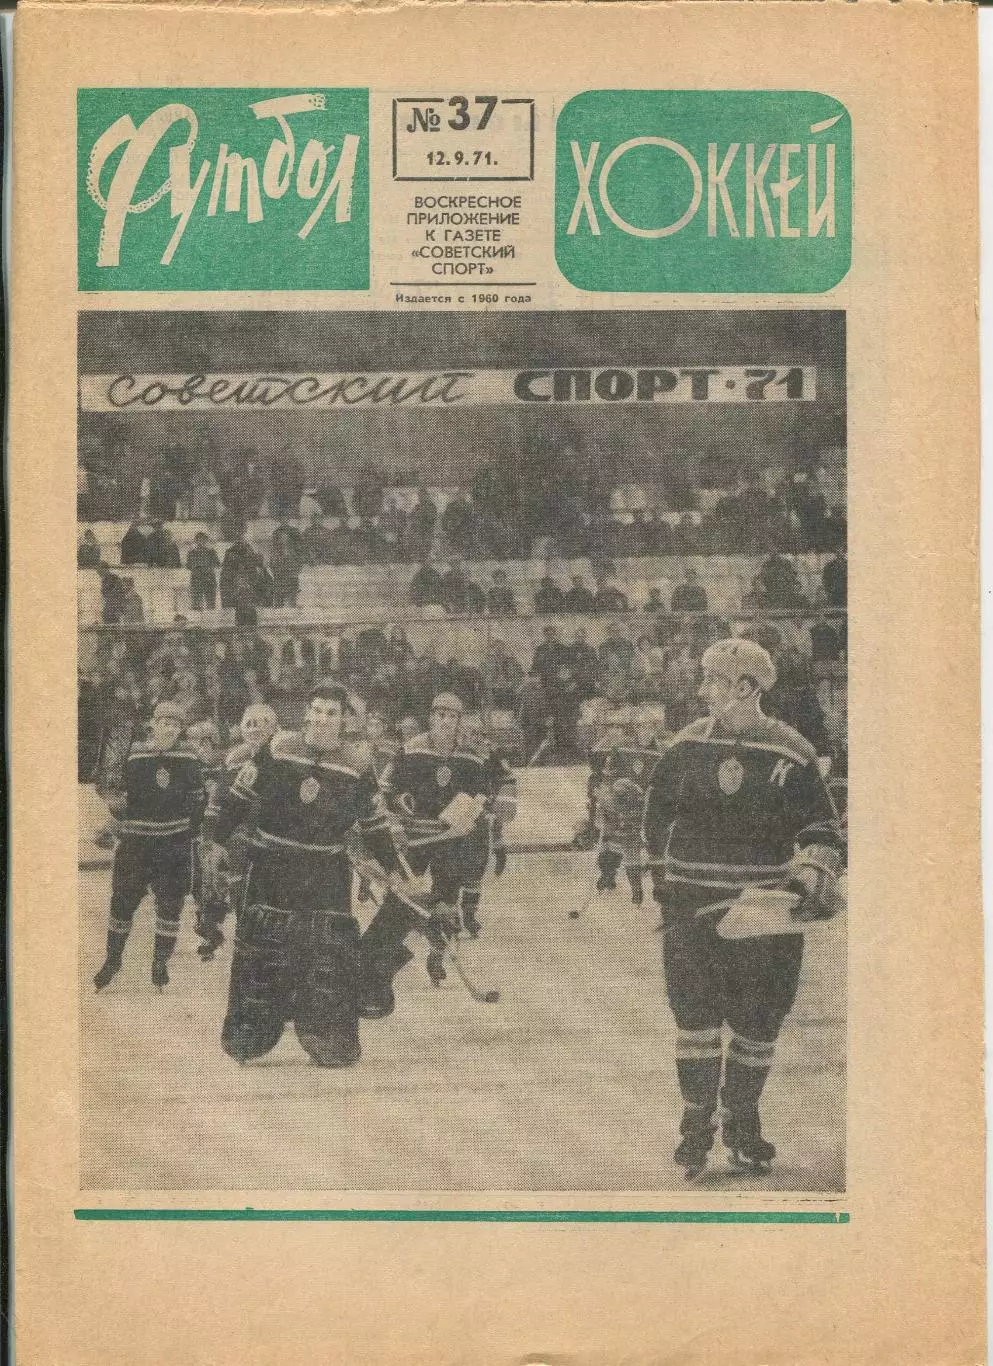 Футбол
№ 37
12.9.71.
ВОСКРЕСНОЕ
ПРИЛОЖЕНИЕ
К ГАЗЕТЕ
«СОВЕТСКИЙ
СПОРТ»
Издается с 1960 года
ХОККЕЙ
советский СПОРТ·71
К